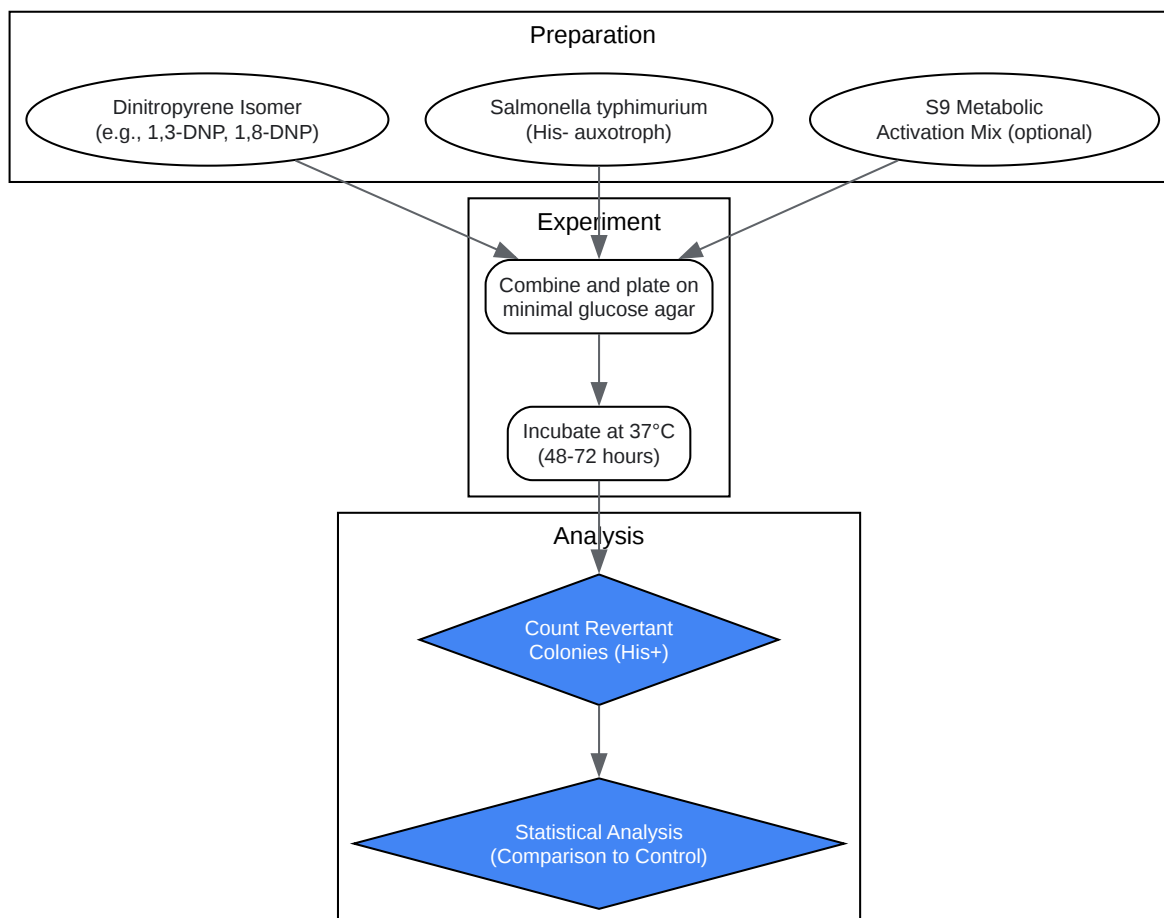 Preparation
Dinitropyrene Isomer
(e.g., 1,3-DNP, 1,8-DNP)
Salmonella typhimurium
(His- auxotroph)
S9 Metabolic
Activation Mix (optional)
Experiment
Combine and plate on
minimal glucose agar
Incubate at 37°C
(48-72 hours)
Analysis
Count Revertant
Colonies (His+)
Statistical Analysis
(Comparison to Control)